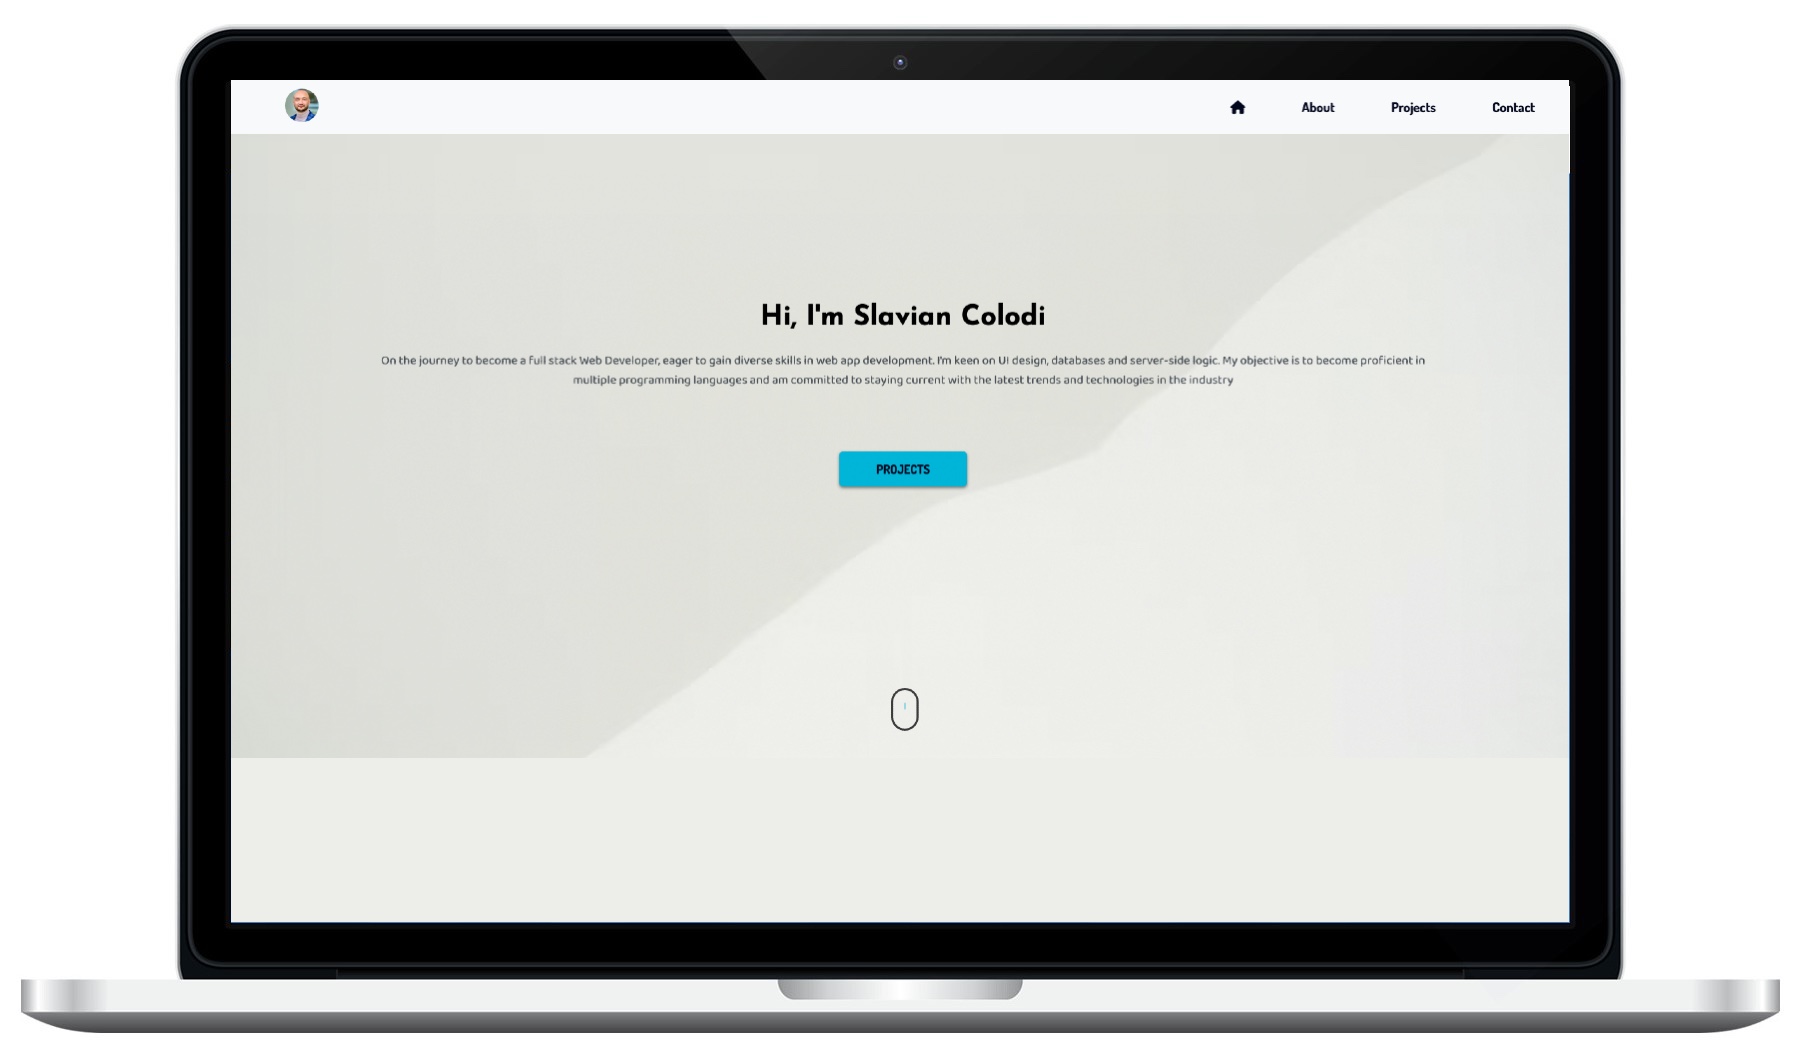 About Projects Contact
Hi, I'm Slavian Colodi
On the journey to become a full stack Web Developer, eager to gain diverse skills in web app development. I'm keen on UI design, databases and server-side logic. My objective is to become proficient in
multiple programming languages and am committed to staying current with the latest trends and technologies in the industry
PROJECTS